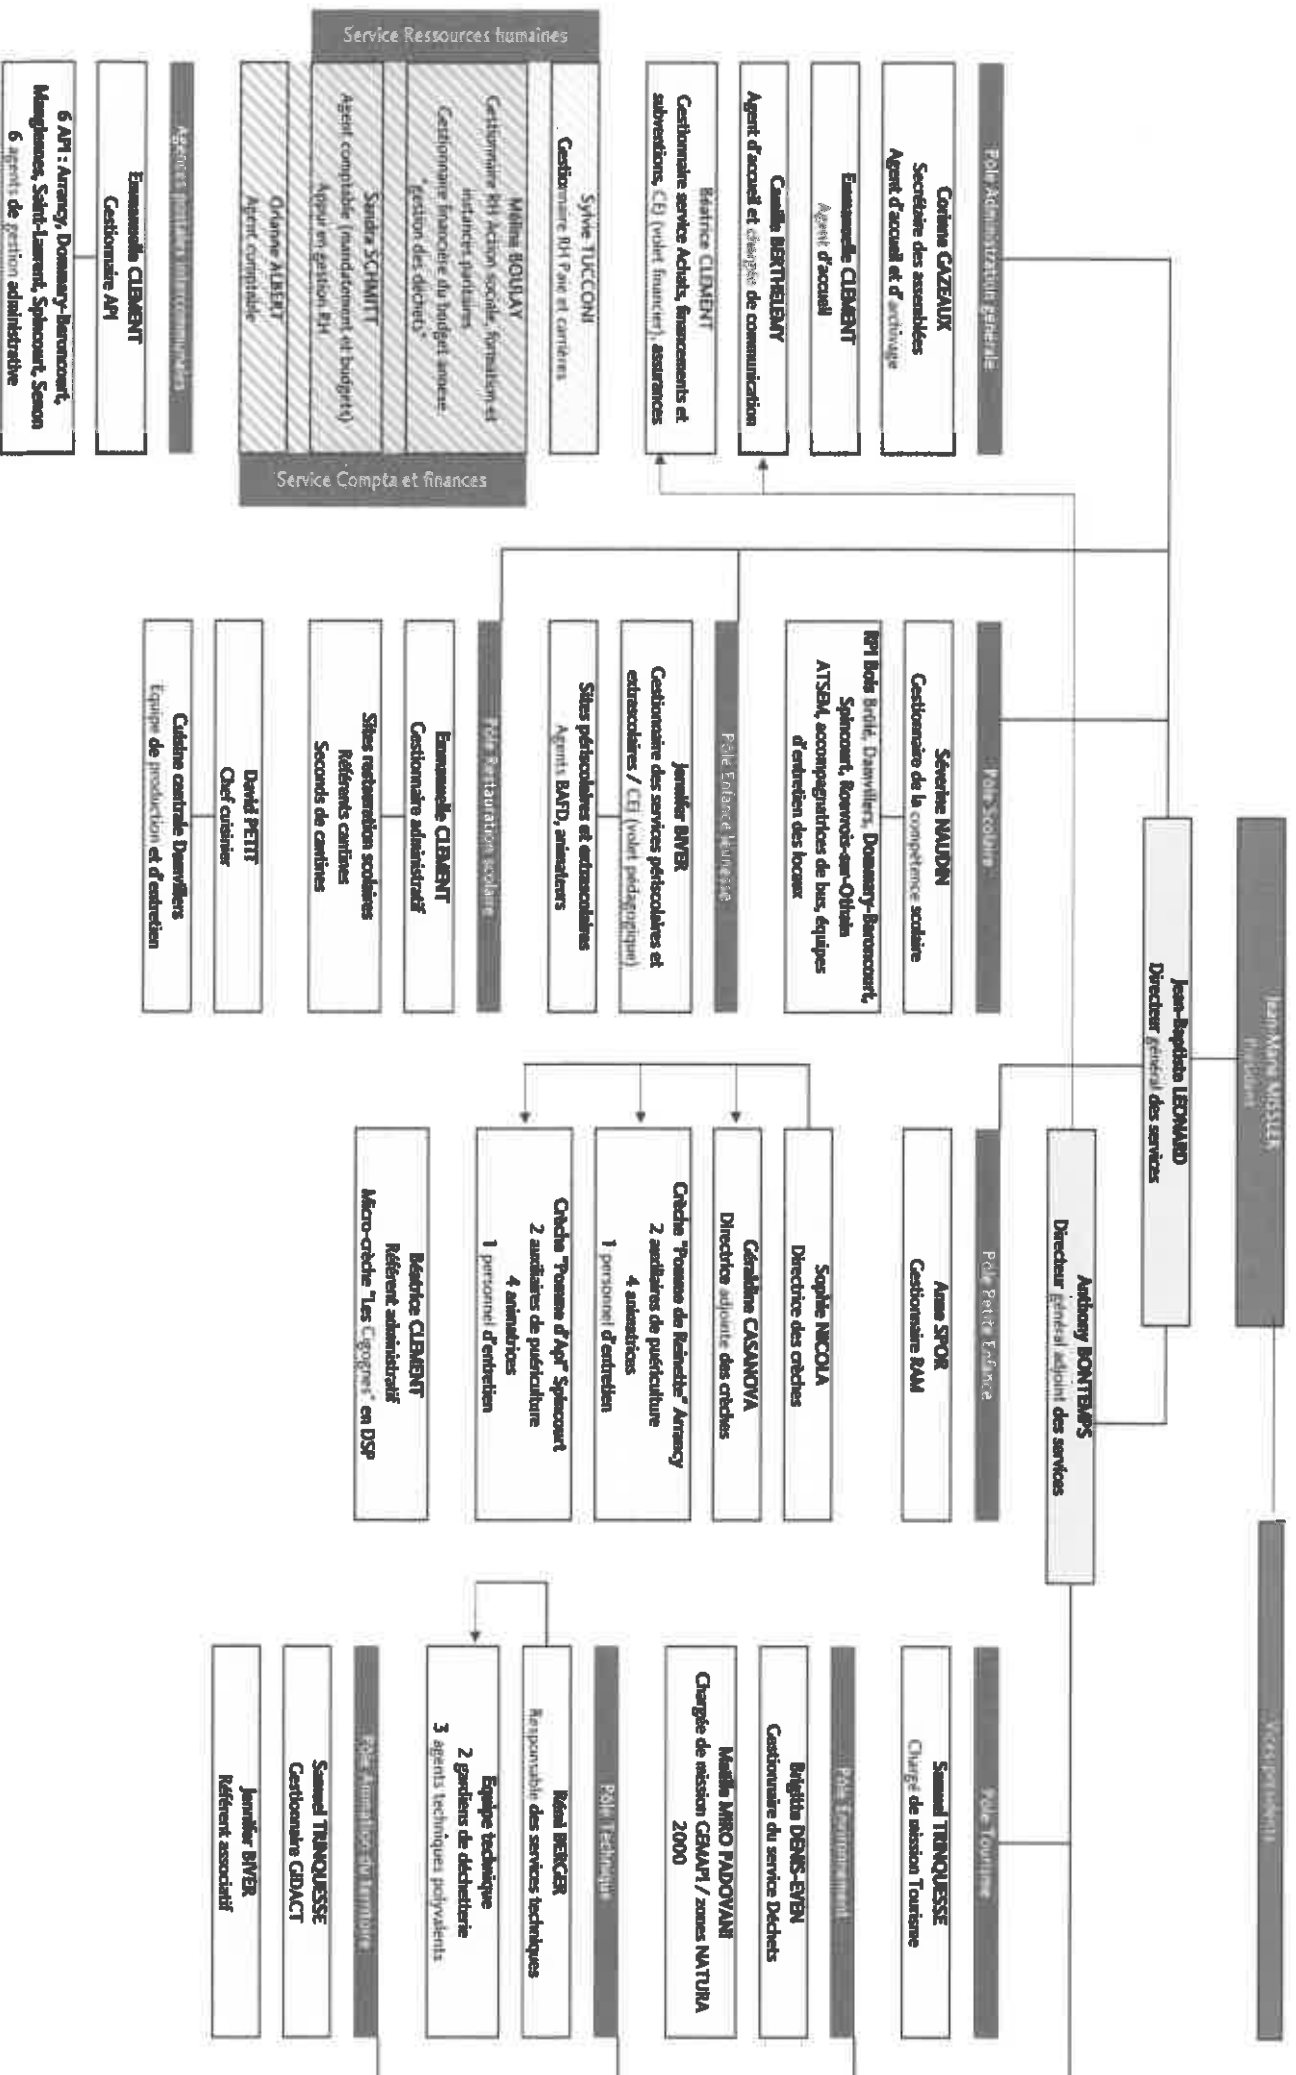 Jean-Marie MISSLER
Président
Vice-présidents
Jean-Baptiste LEONARD
Directeur général des services
Anthony BONTEMPS
Directeur général adjoint des services
Pôle Administration générale
Corinne GAZEAUX
Secrétaire des assemblées
Agent d'accueil et d'archivage
Emmanuelle CLEMENT
Agent d'accueil
Camille BERTHELEMY
Agent d'accueil et chargée de communication
Béatrice CLEMENT
Gestionnaire service Achats, financements et
subventions, CEJ (volet financier), assurances
Service Ressources humaines
Sylvie TUCCONI
Gestionnaire RH Paie et carrières
Mélina BOURAY
Gestionnaire RH Action sociale, formation et
instances paritaires
Gestionnaire financière du budget annexe
"gestion des déchets"
Sandra SCHMITT
Agent comptable (mandatement et budgets)
Appui en gestion RH
Orianne ALBERT
Agent comptable
Service Compta et finances
Agences postales intercommunales
Emmanuelle CLEMENT
Gestionnaire API
6 API : Arrancy, Dommary-Baroncourt,
Mangiennes, Saint-Laurent, Spincourt, Senon
6 agents de gestion administrative
Pôle Scolaire
Séverine NAUDIN
Gestionnaire de la compétence scolaire
RPI Bois Brûlé, Damvillers, Dommary-Baroncourt,
Spincourt, Rouvrois-sur-Othain
ATSEM, accompagnatrices de bus, équipes
d'entretien des locaux
Pôle Enfance Jeunesse
Jennifer BIVER
Gestionnaire des services périscolaires et
extrascolaires / CEJ (volet pédagogique)
Sites périscolaires et extrascolaires
Agents BAFD, animateurs
Pôle Restauration scolaire
Emmanuelle CLEMENT
Gestionnaire administratif
Sites restauration scolaires
Référents cantines
Seconds de cantines
David PETIT
Chef cuisinier
Cuisine centrale Damvillers
Equipe de production et d'entretien
Pôle Petite Enfance
Anne SPOR
Gestionnaire RAM
Sophie NICOLA
Directrice des crèches
Géraldine CASANOVA
Directrice adjointe des crèches
Crèche "Pomme de Reinette" Arrancy
2 auxiliaires de puériculture
4 animatrices
1 personnel d'entretien
Crèche "Pomme d'Api" Spincourt
2 auxiliaires de puériculture
4 animatrices
1 personnel d'entretien
Béatrice CLEMENT
Référent administratif
Micro-crèche "Les Cigognes" en DSP
Pôle Tourisme
Samuel TRINQUESSE
Chargé de mission Tourisme
Pôle Environnement
Brigitte DENIS-EVEN
Gestionnaire du service Déchets
Maëlle MIRO PADOVANI
Chargée de mission GEMAPI / zones NATURA
2000
Pôle Technique
Rémi BERGER
Responsable des services techniques
Equipe technique
2 gardiens de déchetterie
3 agents techniques polyvalents
Pôle Animation du Territoire
Samuel TRINQUESSE
Gestionnaire GIDACT
Jennifer BIVER
Référent associatif